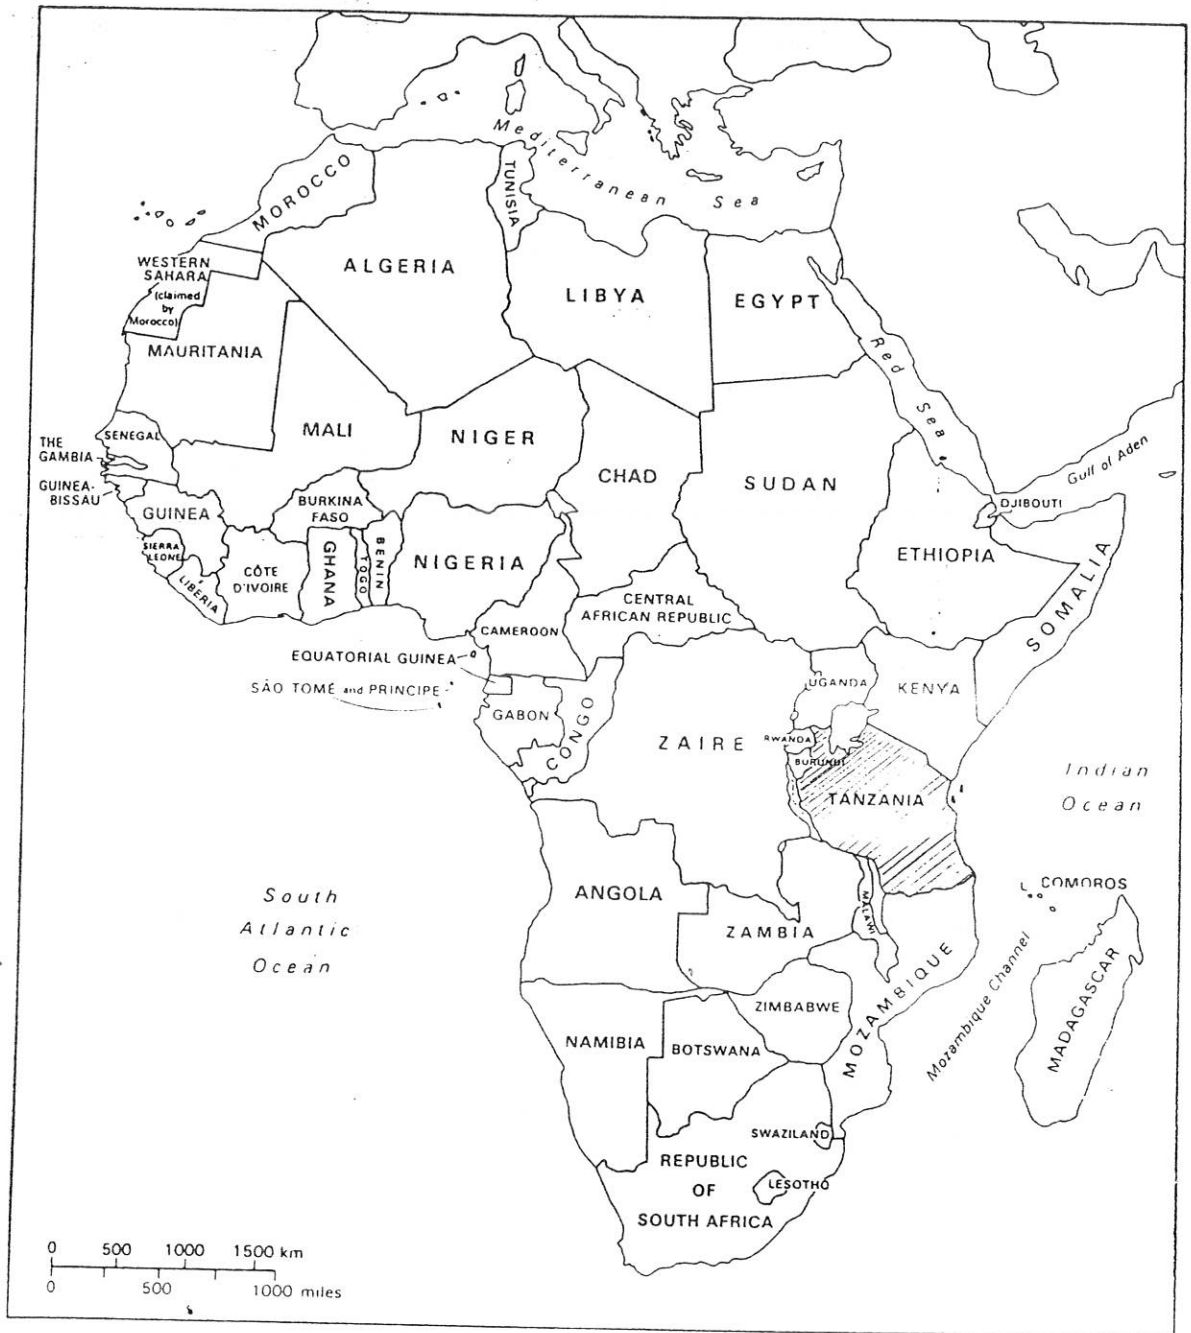 Mediterranean Sea
MOROCCO
TUNISIA
ALGERIA
LIBYA
EGYPT
WESTERN
SAHARA
(claimed
by
Morocco)
MAURITANIA
Red Sea
MALI
NIGER
CHAD
SUDAN
SENEGAL
THE
GAMBIA
GUINEA-
BISSAU
GUINEA
SIERRA
LEONE
LIBERIA
CÔTE
D'IVOIRE
BURKINA
FASO
GHANA
TOGO
BENIN
NIGERIA
Gulf of Aden
DJIBOUTI
ETHIOPIA
SOMALIA
CENTRAL
AFRICAN REPUBLIC
CAMEROON
EQUATORIAL GUINEA
SÃO TOMÉ and PRINCIPE
GABON
CONGO
ZAIRE
UGANDA
KENYA
RWANDA
BURUNDI
TANZANIA
Indian
Ocean
South
Atlantic
Ocean
ANGOLA
ZAMBIA
MALAWI
COMOROS
MOZAMBIQUE
Mozambique Channel
MADAGASCAR
ZIMBABWE
NAMIBIA
BOTSWANA
SWAZILAND
REPUBLIC
OF
SOUTH AFRICA
LESOTHO
0 500 1000 1500 km
0 500 1000 miles